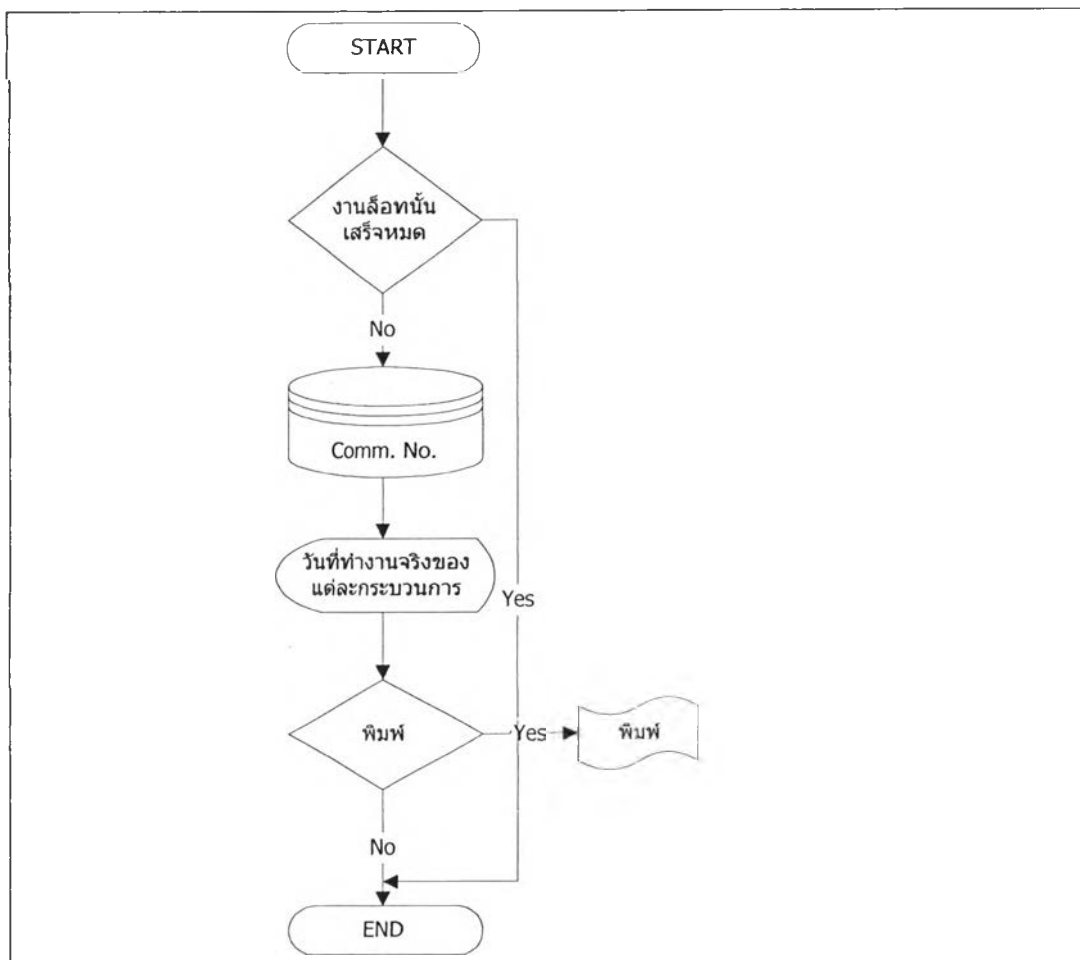 START
งานล็อทนั้น
เสร็จหมด
No
Comm. No.
วันที่ทำงานจริงของ
แต่ละกระบวนการ
Yes
พิมพ์
Yes
พิมพ์
No
END